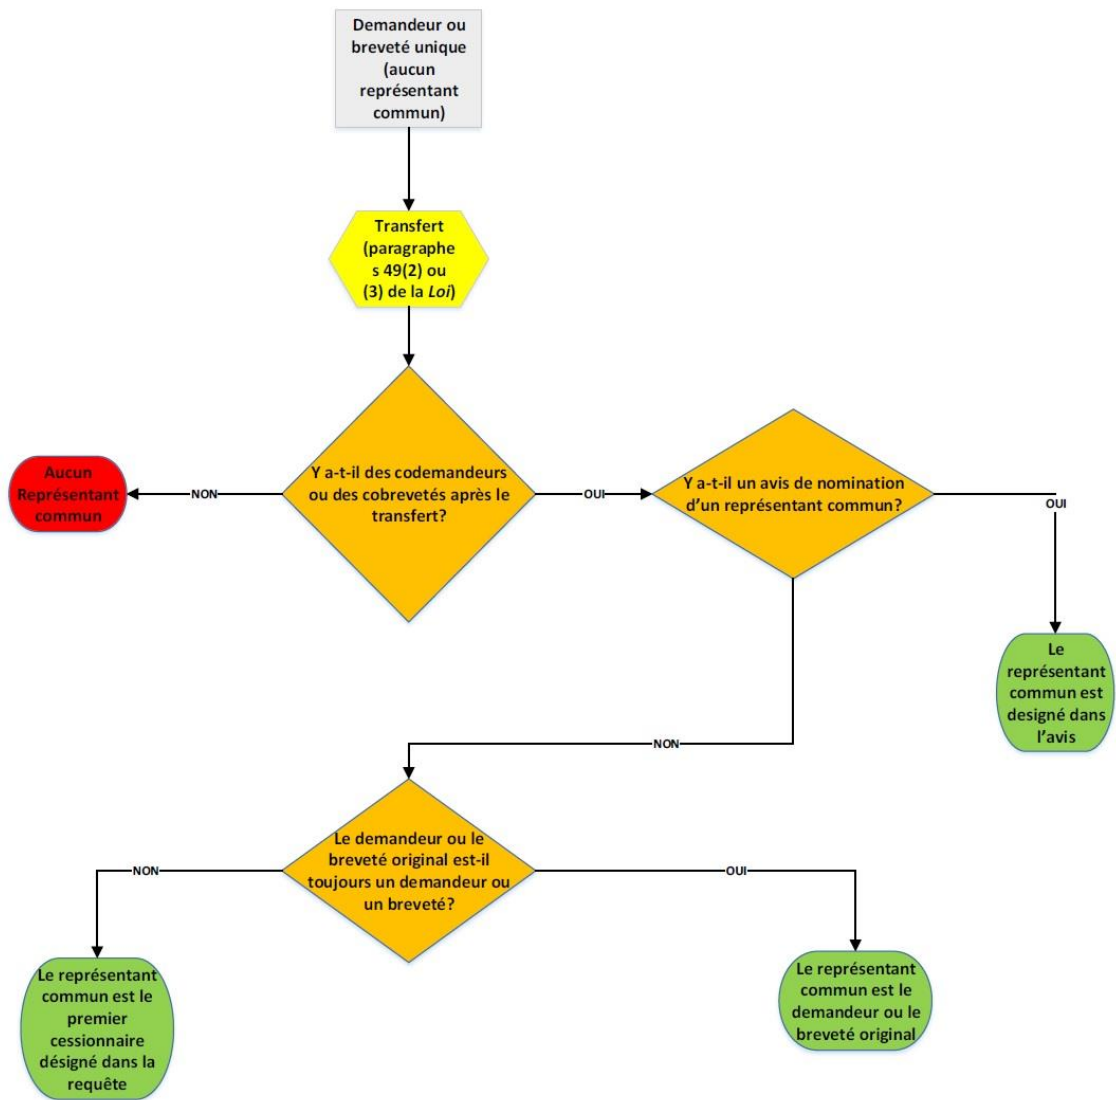 Demandeur ou
breveté unique
(aucun
représentant
commun)
Transfert
(paragraphe
s 49(2) ou
(3) de la Loi)
Aucun
Représentant
commun
NON
Y a-t-il des codemandeurs
ou des cobrevetés après le
transfert?
OUI
Y a-t-il un avis de nomination
d’un représentant commun?
OUI
Le
représentant
commun est
designé dans
l’avis
NON
Le demandeur ou le
breveté original est-il
toujours un demandeur ou
un breveté?
NON
OUI
Le représentant
commun est le
premier
cessionnaire
désigné dans la
requête
Le représentant
commun est le
demandeur ou le
breveté original